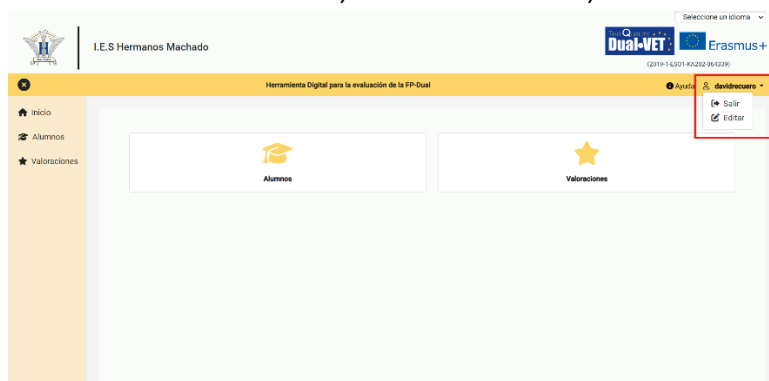 Seleccione un idioma
I.E.S Hermanos Machado
Dual-VET
Erasmus+
(2019-1-ES01-KA202-064339)
Herramienta Digital para la evaluación de la FP-Dual
Ayuda
davidrecuero
Salir
Editar
Inicio
Alumnos
Valoraciones
Alumnos
Valoraciones